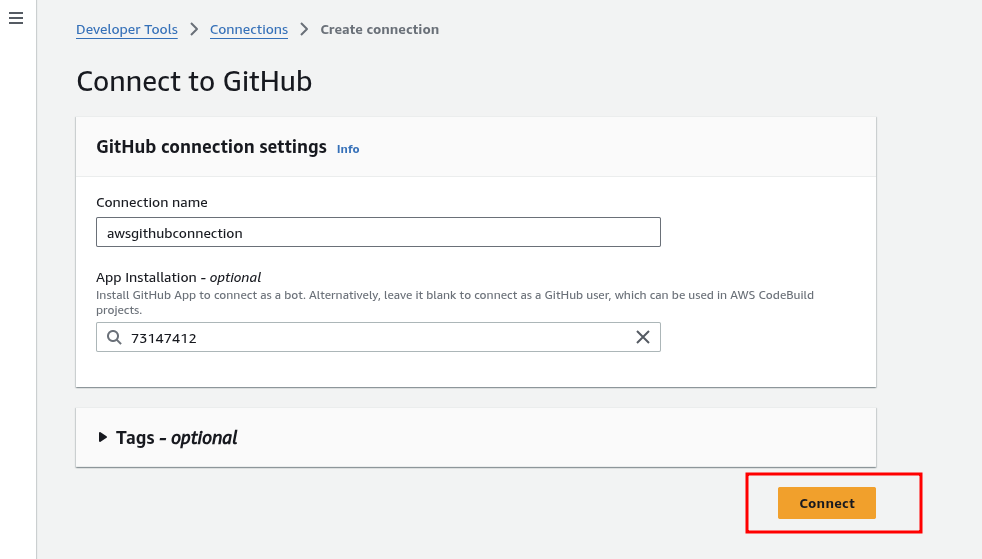 Developer Tools > Connections > Create connection
Connect to GitHub
GitHub connection settings Info
Connection name
awsgithubconnection
App Installation - optional
Install GitHub App to connect as a bot. Alternatively, leave it blank to connect as a GitHub user, which can be used in AWS CodeBuild
projects.
73147412
Tags - optional
Connect